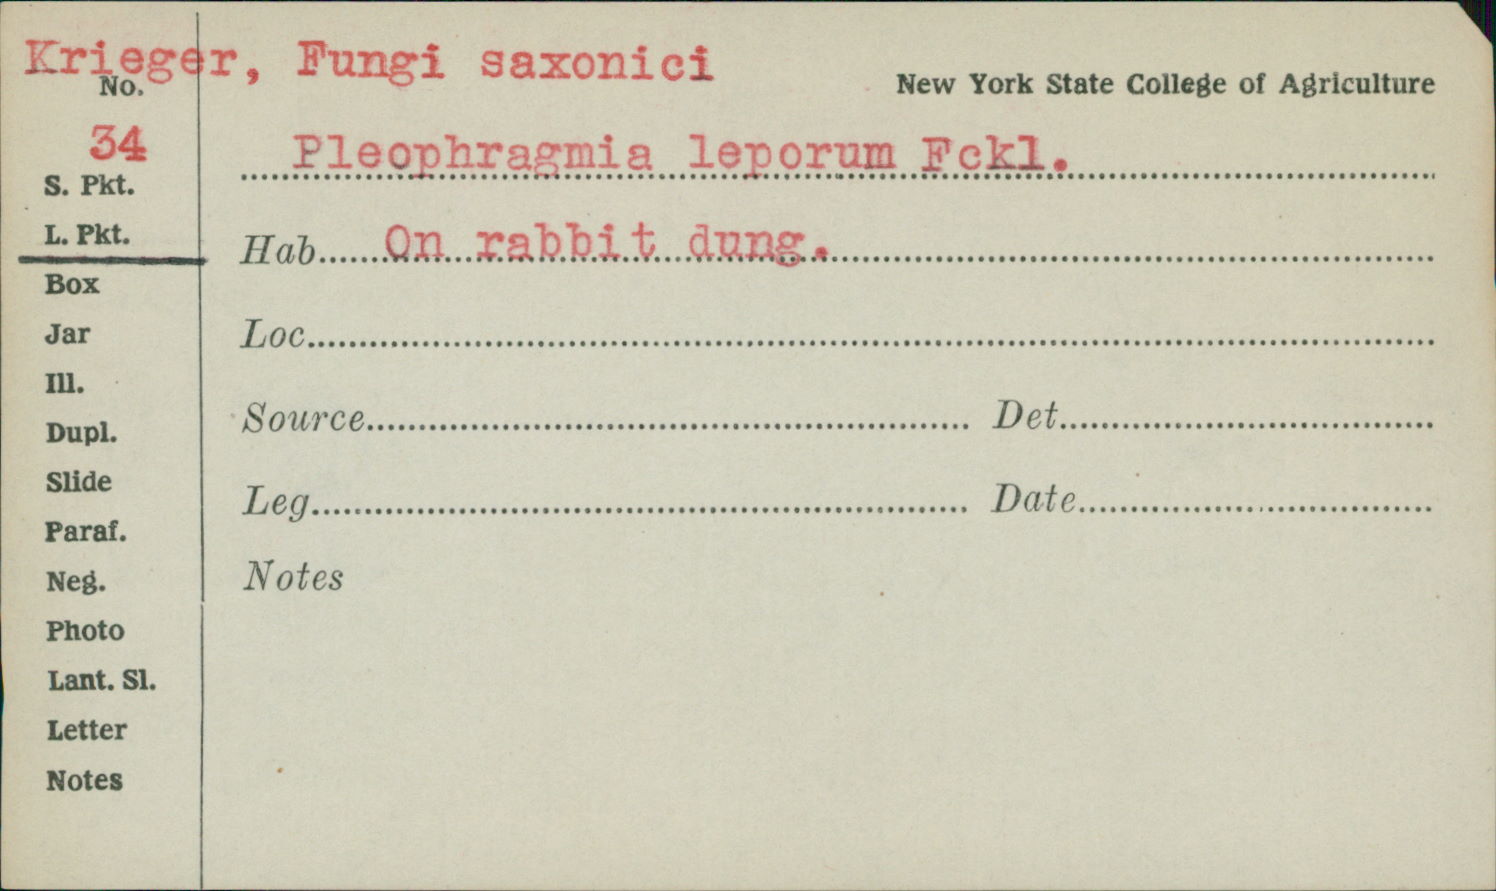 Krieger, Fungi saxonici
New York State College of Agriculture
No.
34
Pleophragmia leporum Fckl.
S. Pkt.
L. Pkt.
Hab. On rabbit dung.
Box
Jar
Loc.
Ill.
Source Det.
Dupl.
Slide
Leg. Date
Paraf.
Neg.
Notes
Photo
Lant. Sl.
Letter
Notes